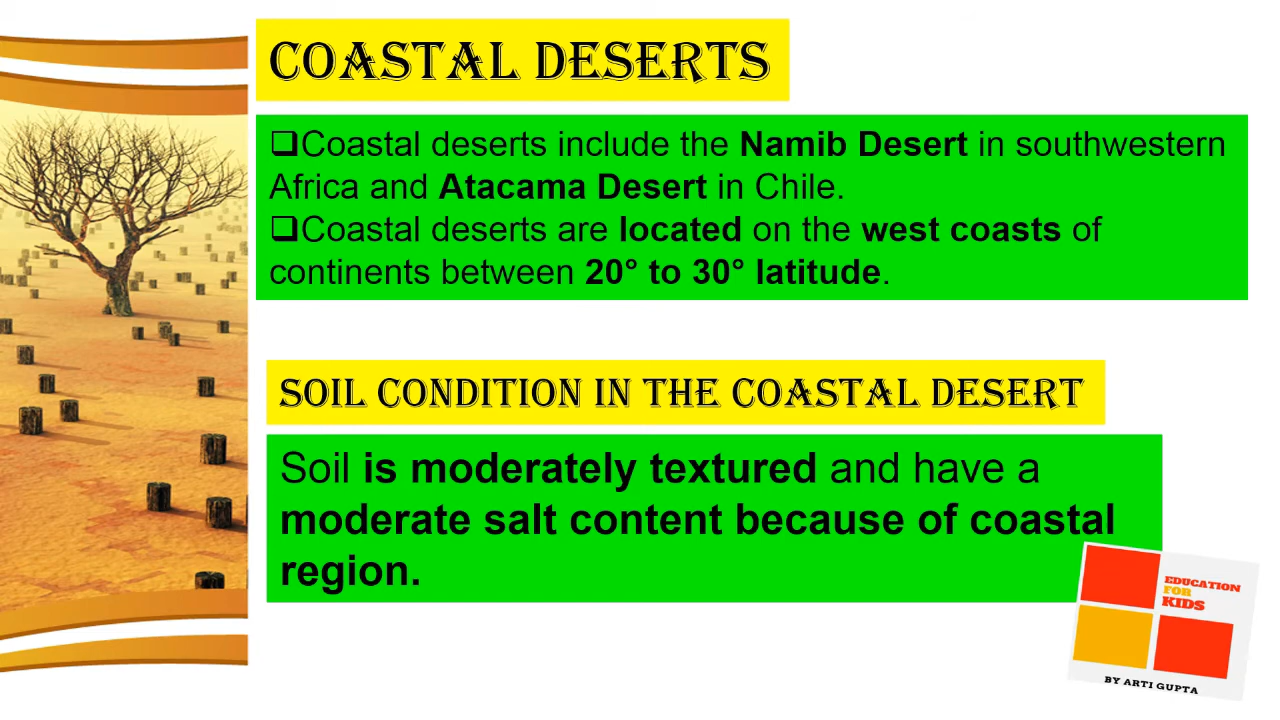 COASTAL DESERTS
❑Coastal deserts include the Namib Desert in southwestern
Africa and Atacama Desert in Chile.
❑Coastal deserts are located on the west coasts of
continents between 20° to 30° latitude.
SOIL CONDITION IN THE COASTAL DESERT
Soil is moderately textured and have a
moderate salt content because of coastal
region.
EDUCATION
FOR
KIDS
BY ARTI GUPTA